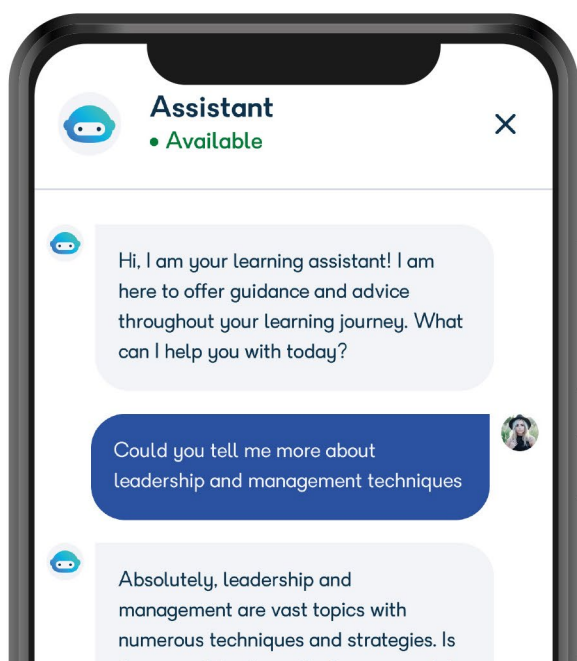 Assistant
• Available
Hi, I am your learning assistant! I am
here to offer guidance and advice
throughout your learning journey. What
can I help you with today?
Could you tell me more about
leadership and management techniques
Absolutely, leadership and
management are vast topics with
numerous techniques and strategies. Is